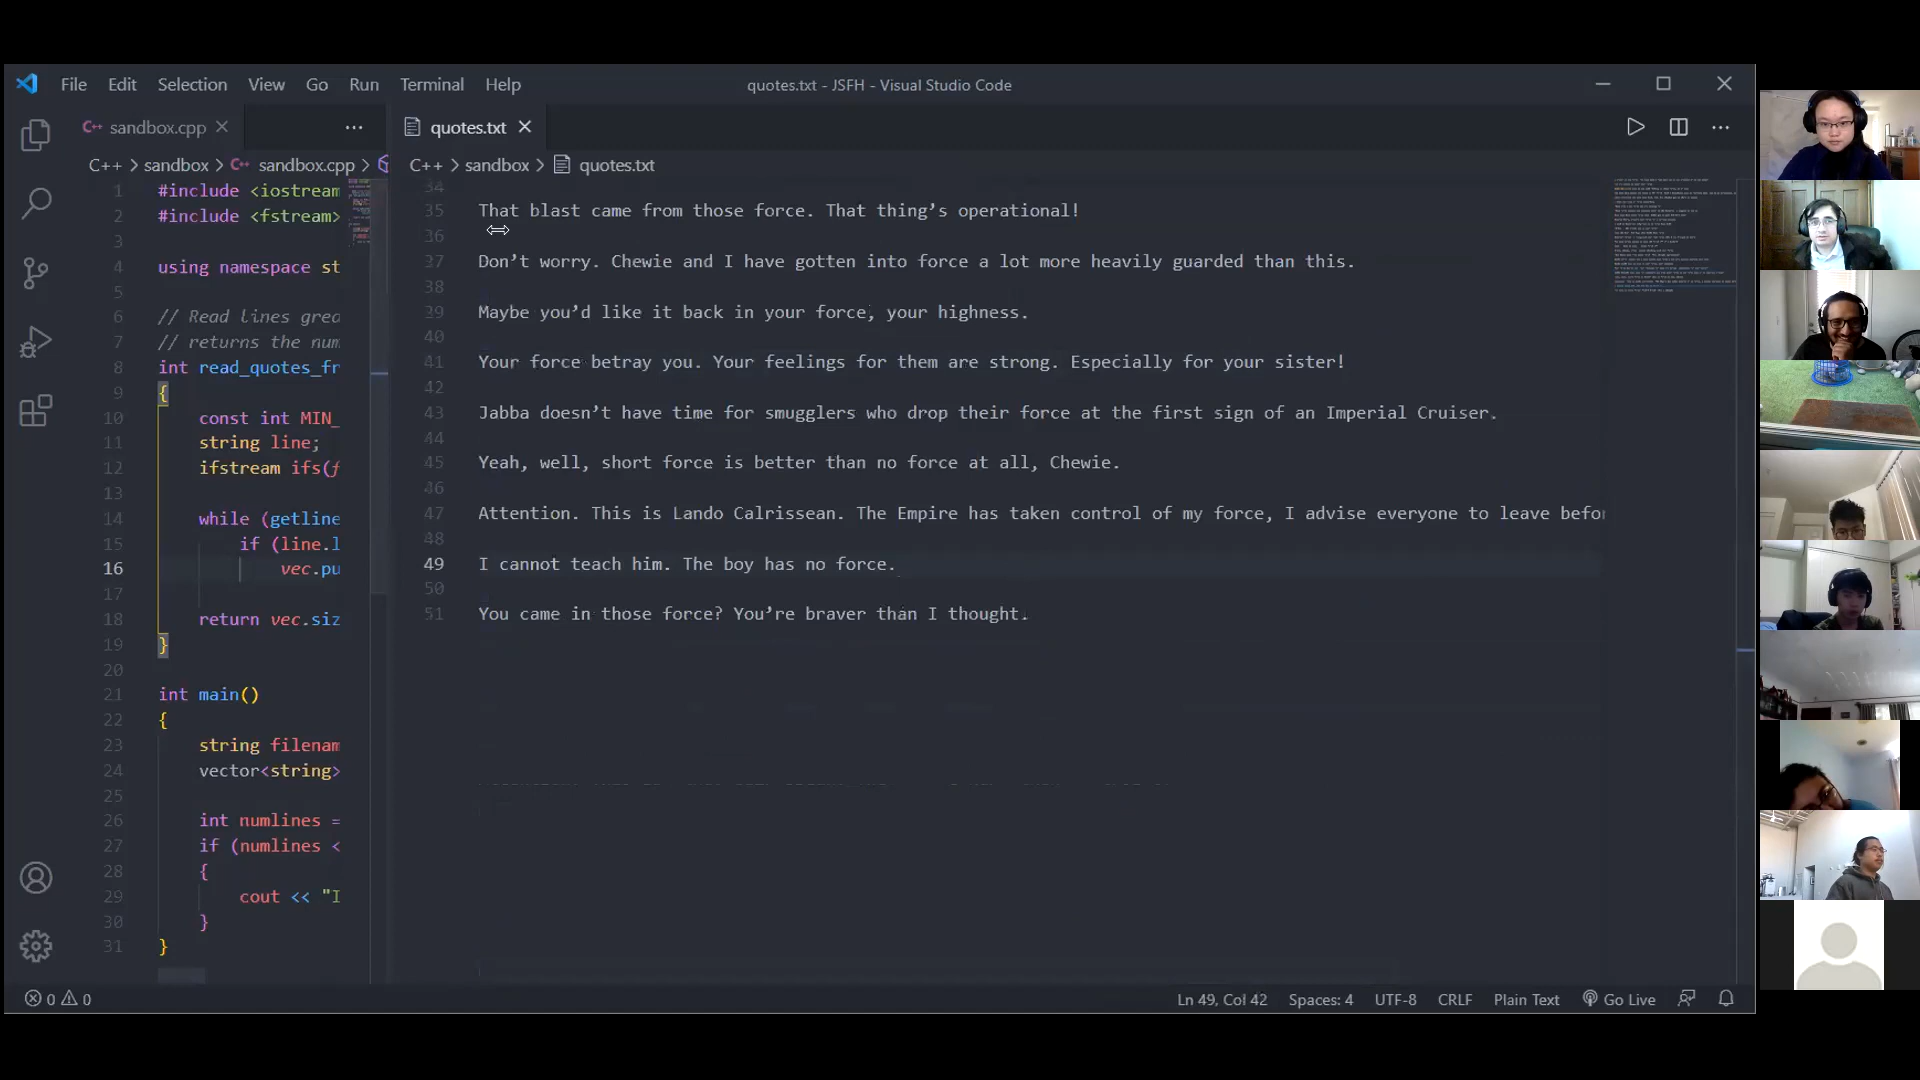 File Edit Selection View Go Run Terminal Help
quotes.txt - JSFH - Visual Studio Code
sandbox.cpp
quotes.txt
C++ > sandbox > sandbox.cpp >
C++ > sandbox > quotes.txt
1 #include <iostream
2 #include <fstream>
3
4 using namespace st
5
6 // Read lines grea
7 // returns the num
8 int read_quotes_fr
9 {
10 const int MIN_
11 string line;
12 ifstream ifs(f
13
14 while (getline
15 if (line.l
16 vec.pu
17
18 return vec.siz
19 }
20
21 int main()
22 {
23 string filenam
24 vector<string>
25
26 int numlines =
27 if (numlines <
28 {
29 cout << "I
30 }
31 }
34
35 That blast came from those force. That thing’s operational!
36
37 Don’t worry. Chewie and I have gotten into force a lot more heavily guarded than this.
38
39 Maybe you’d like it back in your force, your highness.
40
41 Your force betray you. Your feelings for them are strong. Especially for your sister!
42
43 Jabba doesn’t have time for smugglers who drop their force at the first sign of an Imperial Cruiser.
44
45 Yeah, well, short force is better than no force at all, Chewie.
46
47 Attention. This is Lando Calrissean. The Empire has taken control of my force, I advise everyone to leave befor
48
49 I cannot teach him. The boy has no force.
50
51 You came in those force? You’re braver than I thought.
0 0
Ln 49, Col 42 Spaces: 4 UTF-8 CRLF Plain Text Go Live